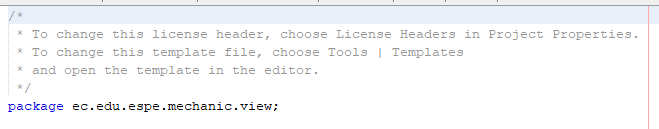 /*
* To change this license header, choose License Headers in Project Properties.
* To change this template file, choose Tools | Templates
* and open the template in the editor.
*/
package ec.edu.espe.mechanic.view;